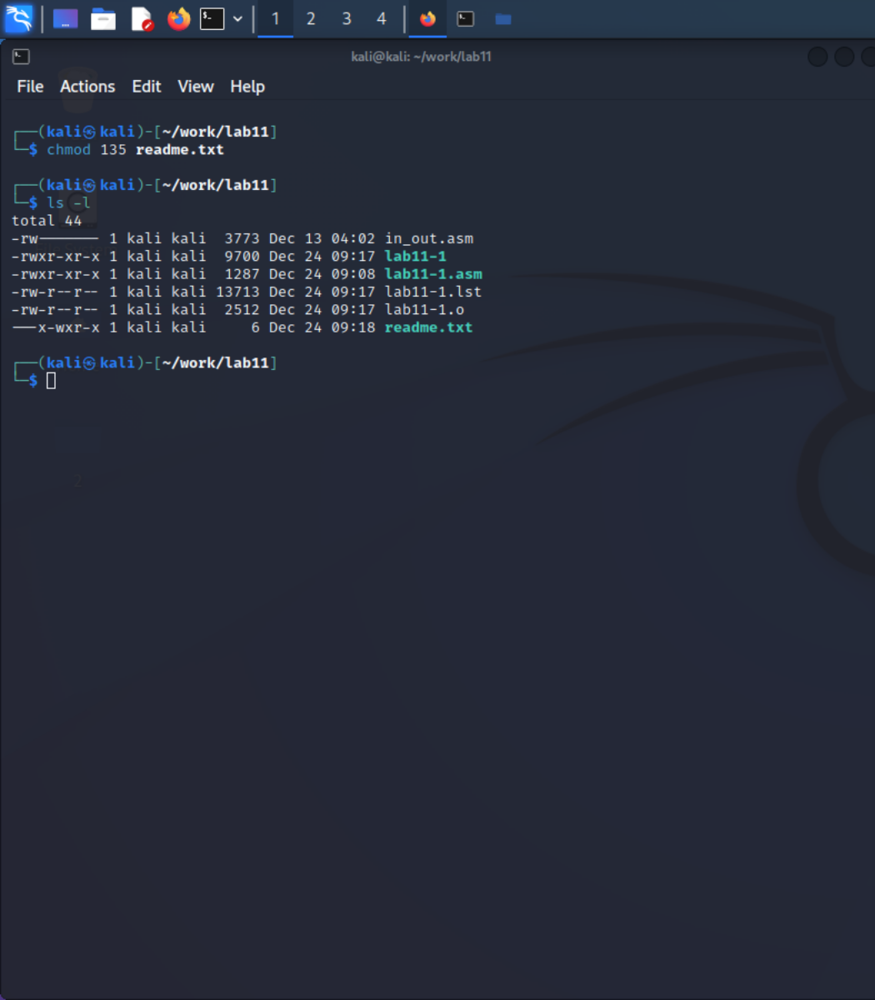 1 2 3 4
kali@kali: ~/work/lab11
File Actions Edit View Help
┌──(kali㉿kali)-[~/work/lab11]
└─$ chmod 135 readme.txt
┌──(kali㉿kali)-[~/work/lab11]
└─$ ls -l
total 44
-rw------- 1 kali kali 3773 Dec 13 04:02 in_out.asm
-rwxr-xr-x 1 kali kali 9700 Dec 24 09:17 lab11-1
-rwxr-xr-x 1 kali kali 1287 Dec 24 09:08 lab11-1.asm
-rw-r--r-- 1 kali kali 13713 Dec 24 09:17 lab11-1.lst
-rw-r--r-- 1 kali kali 2512 Dec 24 09:17 lab11-1.o
---x-wxr-x 1 kali kali 6 Dec 24 09:18 readme.txt
┌──(kali㉿kali)-[~/work/lab11]
└─$
2